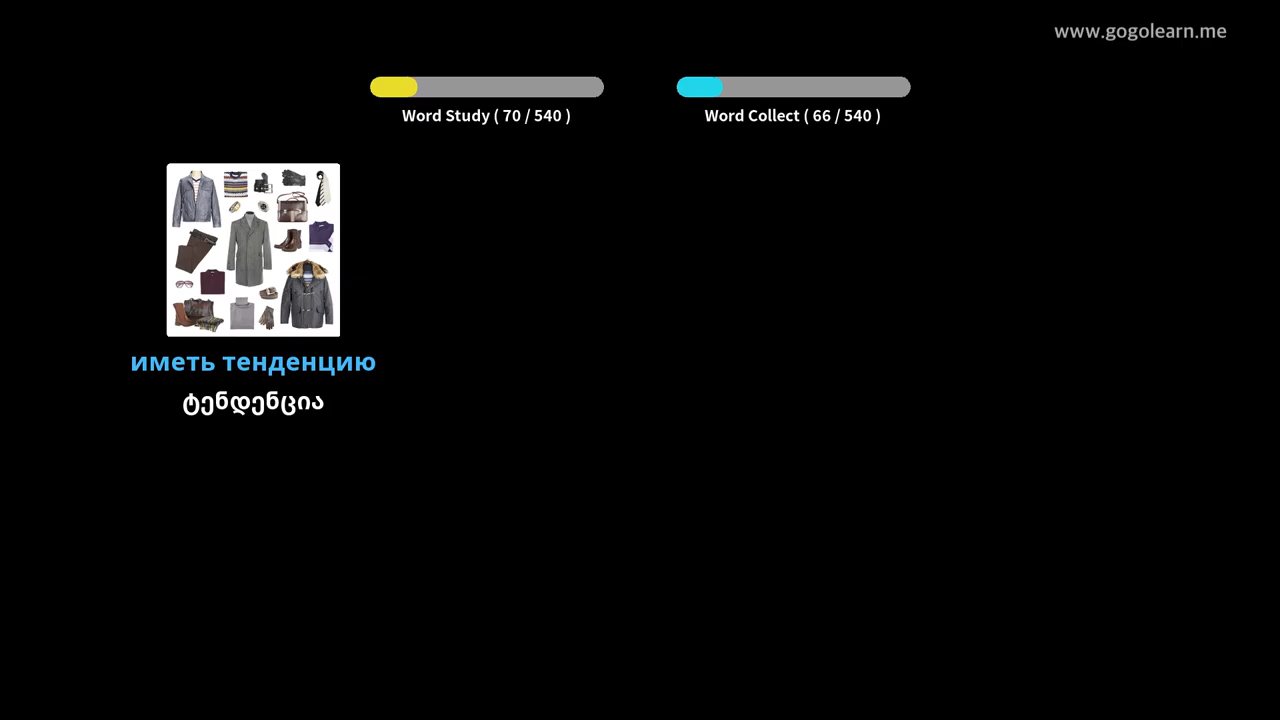 www.gogolearn.me
Word Study ( 70 / 540 )
Word Collect ( 66 / 540 )
иметь тенденцию
ტენდენცია